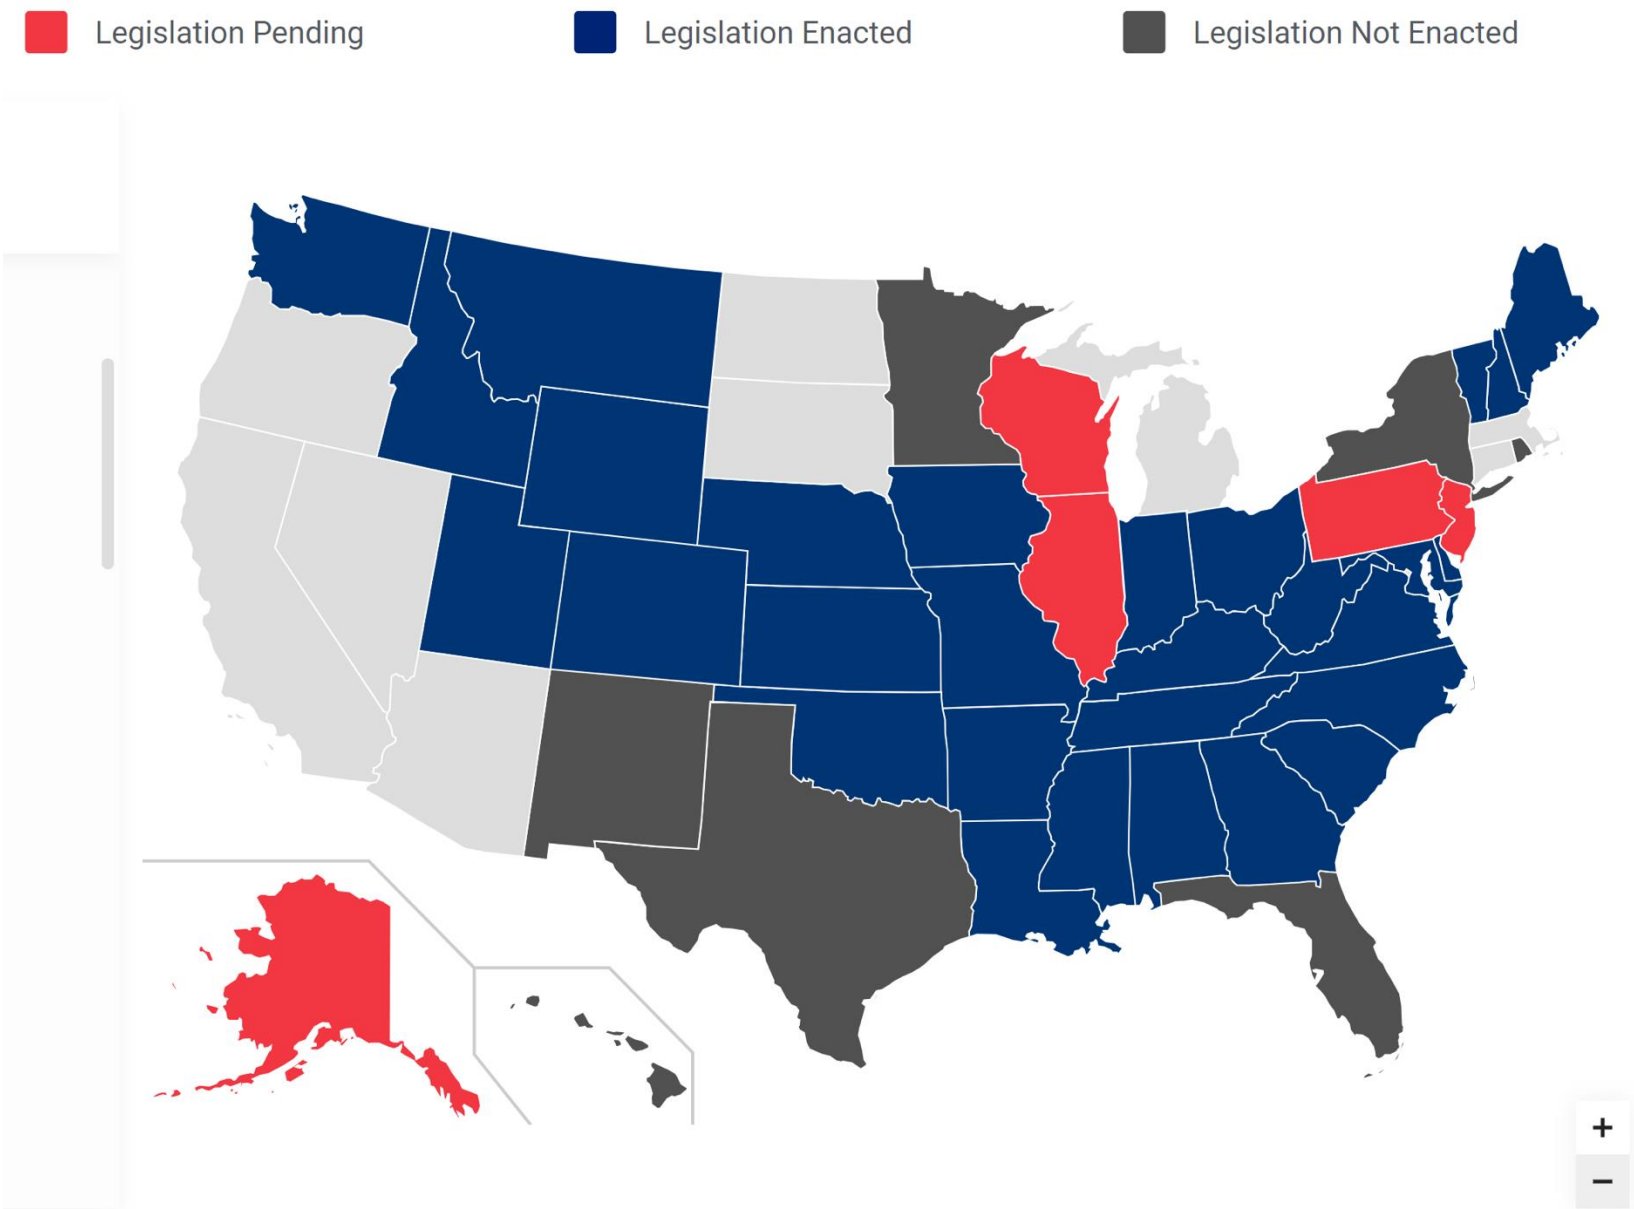 Legislation Pending
Legislation Enacted
Legislation Not Enacted
+
−